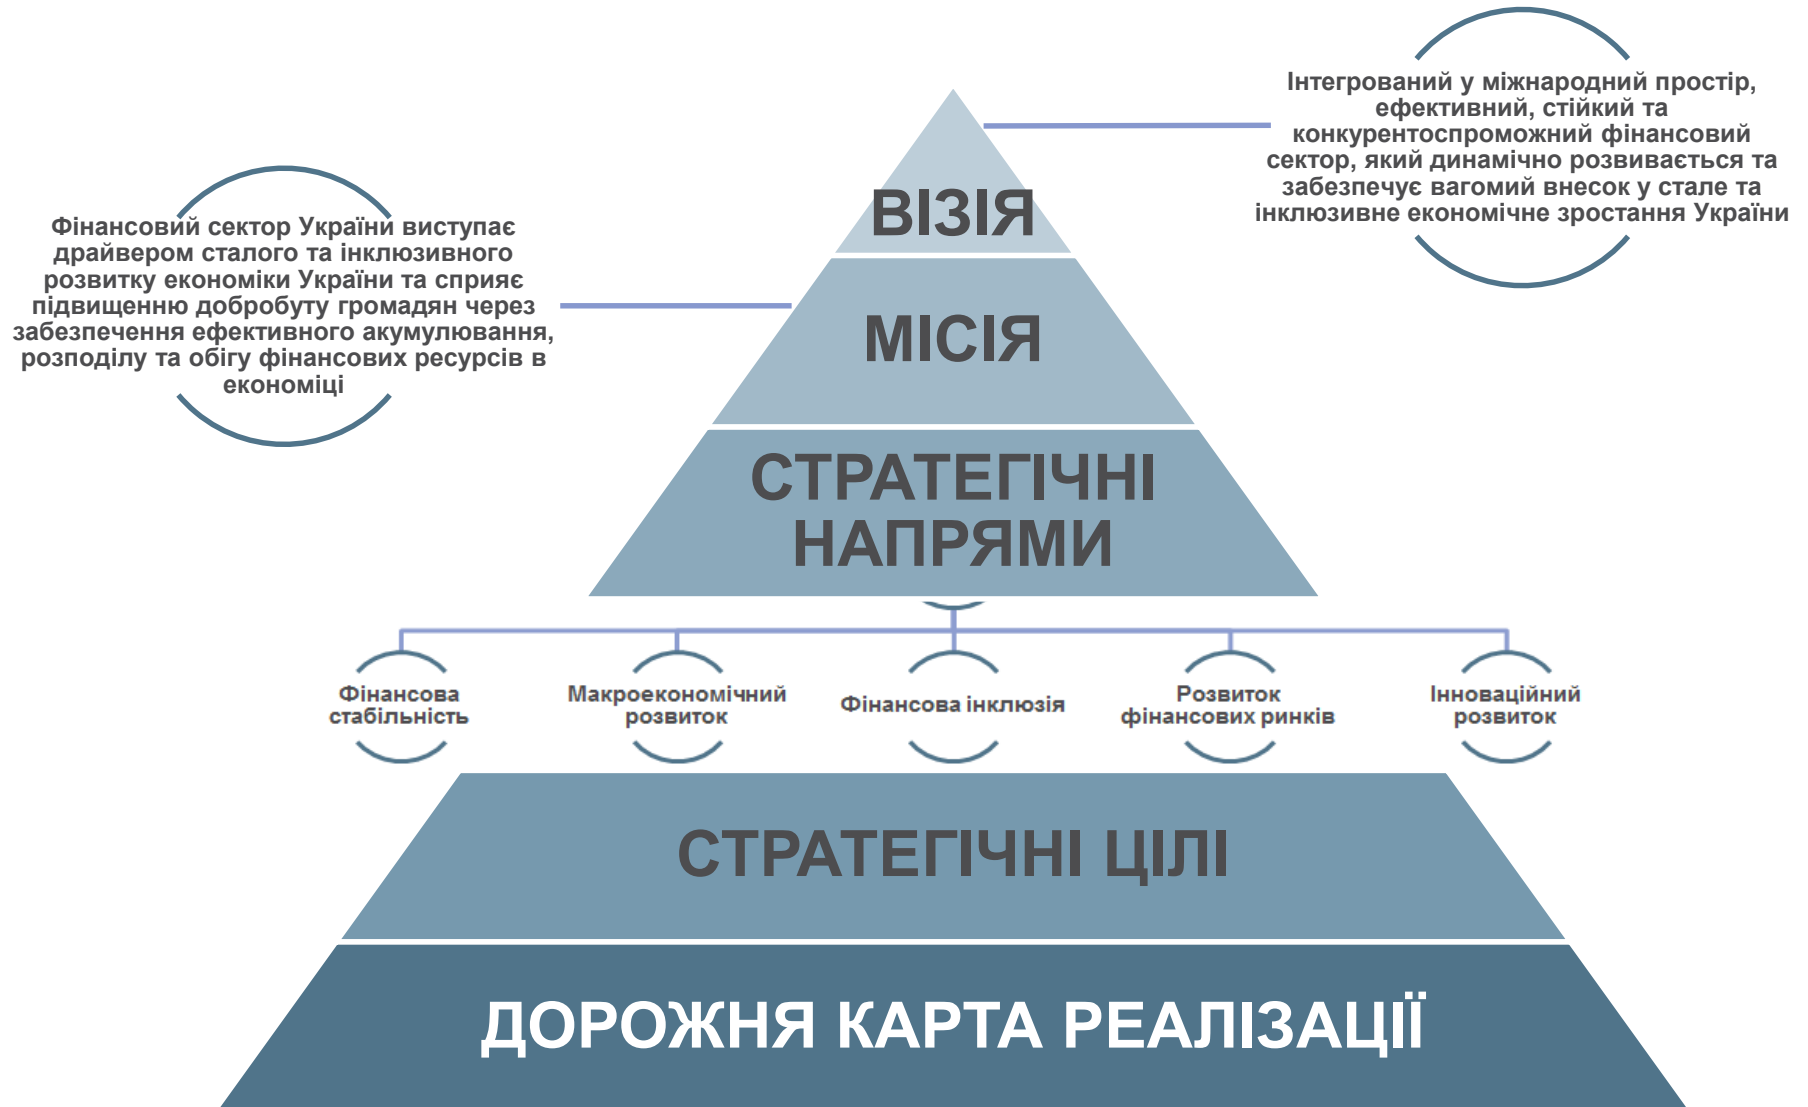 Інтегрований у міжнародний простір,
ефективний, стійкий та
конкурентоспроможний фінансовий
сектор, який динамічно розвивається та
забезпечує вагомий внесок у стале та
інклюзивне економічне зростання України
ВІЗІЯ
Фінансовий сектор України виступає
драйвером сталого та інклюзивного
розвитку економіки України та сприяє
підвищенню добробуту громадян через
забезпечення ефективного акумулювання,
розподілу та обігу фінансових ресурсів в
економіці
МІСІЯ
СТРАТЕГІЧНІ
НАПРЯМИ
Фінансова
стабільність
Макроекономічний
розвиток
Фінансова інклюзія
Розвиток
фінансових ринків
Інноваційний
розвиток
СТРАТЕГІЧНІ ЦІЛІ
ДОРОЖНЯ КАРТА РЕАЛІЗАЦІЇ